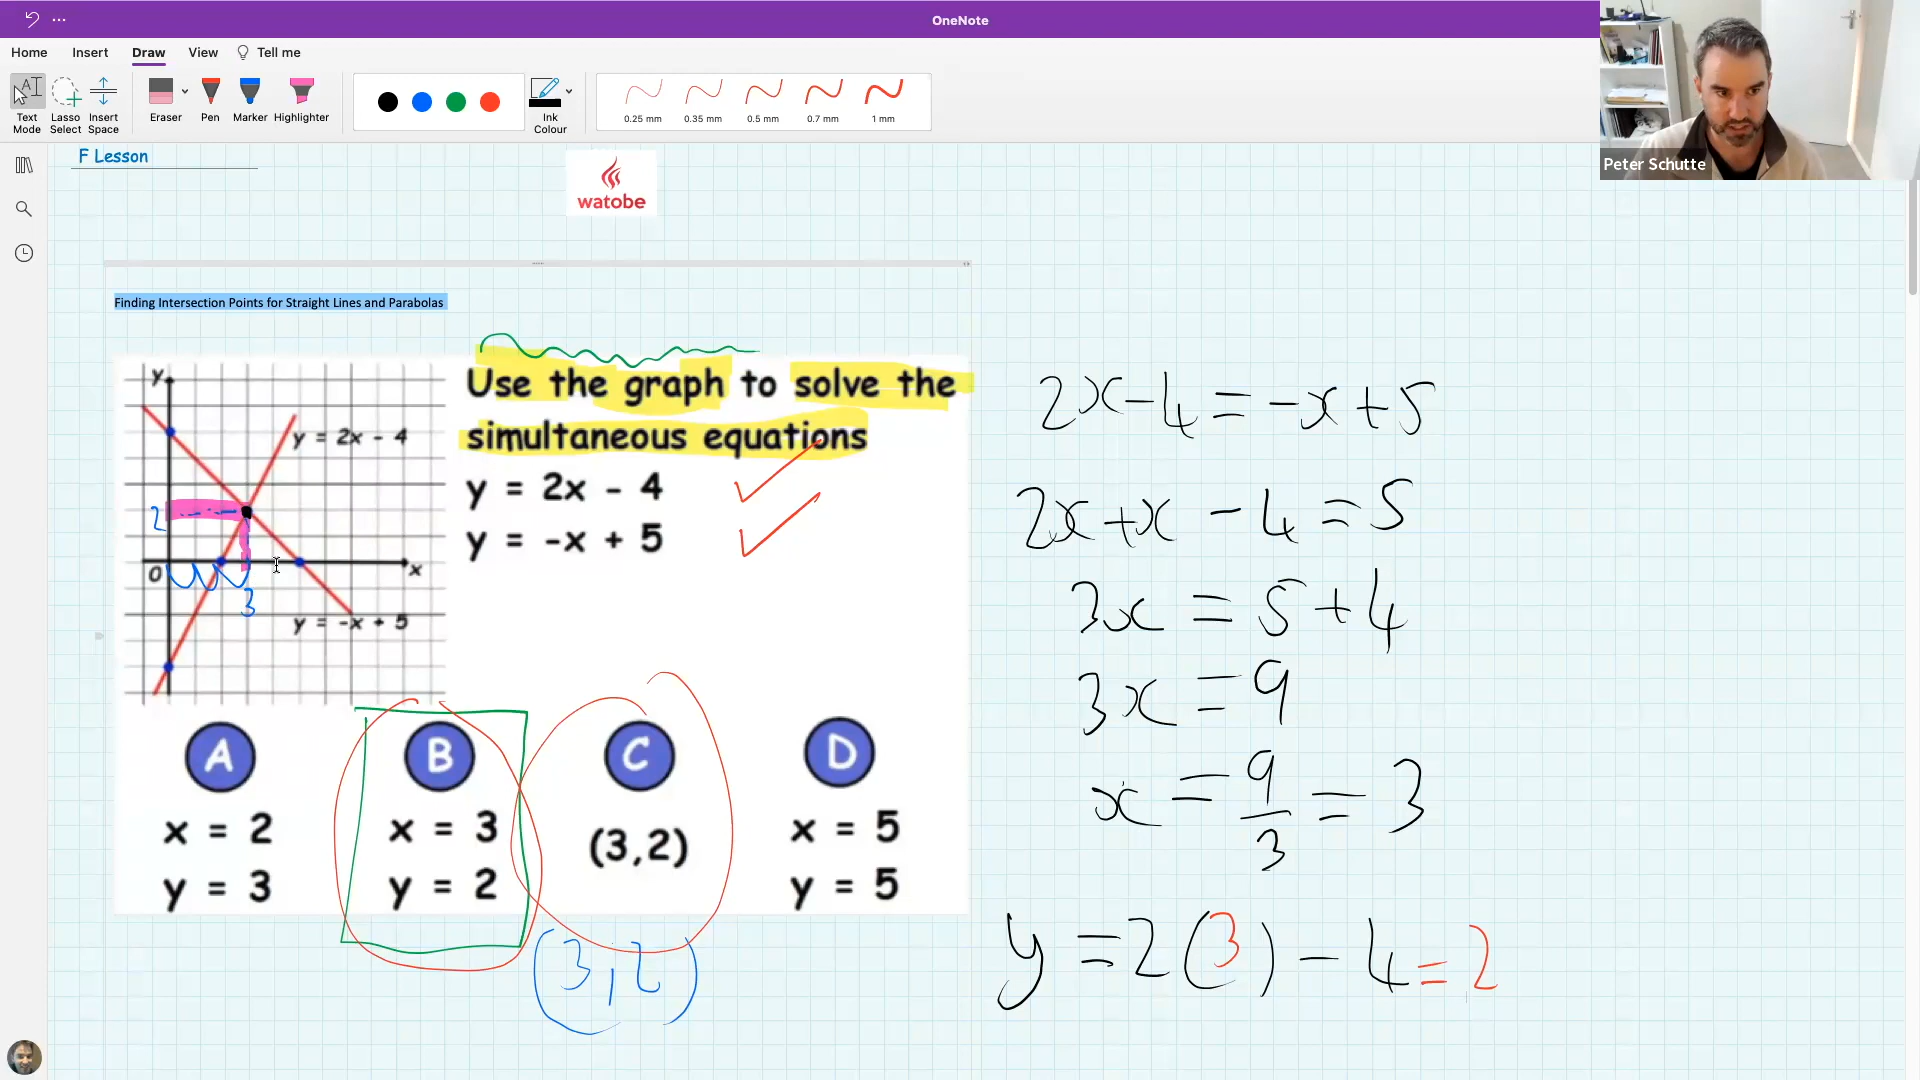 OneNote
Home Insert Draw View Tell me
Text Mode
Lasso Select
Insert Space
Eraser
Pen
Marker
Highlighter
Ink Colour
0.25 mm
0.35 mm
0.5 mm
0.7 mm
1 mm
Peter Schutte
F Lesson
watobe
Finding Intersection Points for Straight Lines and Parabolas
y
y = 2x - 4
2
0
x
3
y = -x + 5
Use the graph to solve the
simultaneous equations
y = 2x - 4
y = -x + 5
A
x = 2
y = 3
B
x = 3
y = 2
C
(3,2)
D
x = 5
y = 5
(3,2)
2x-4=-x+5
2x+x-4=5
3x=5+4
3x=9
x=9/3=3
y=2(3)-4=2